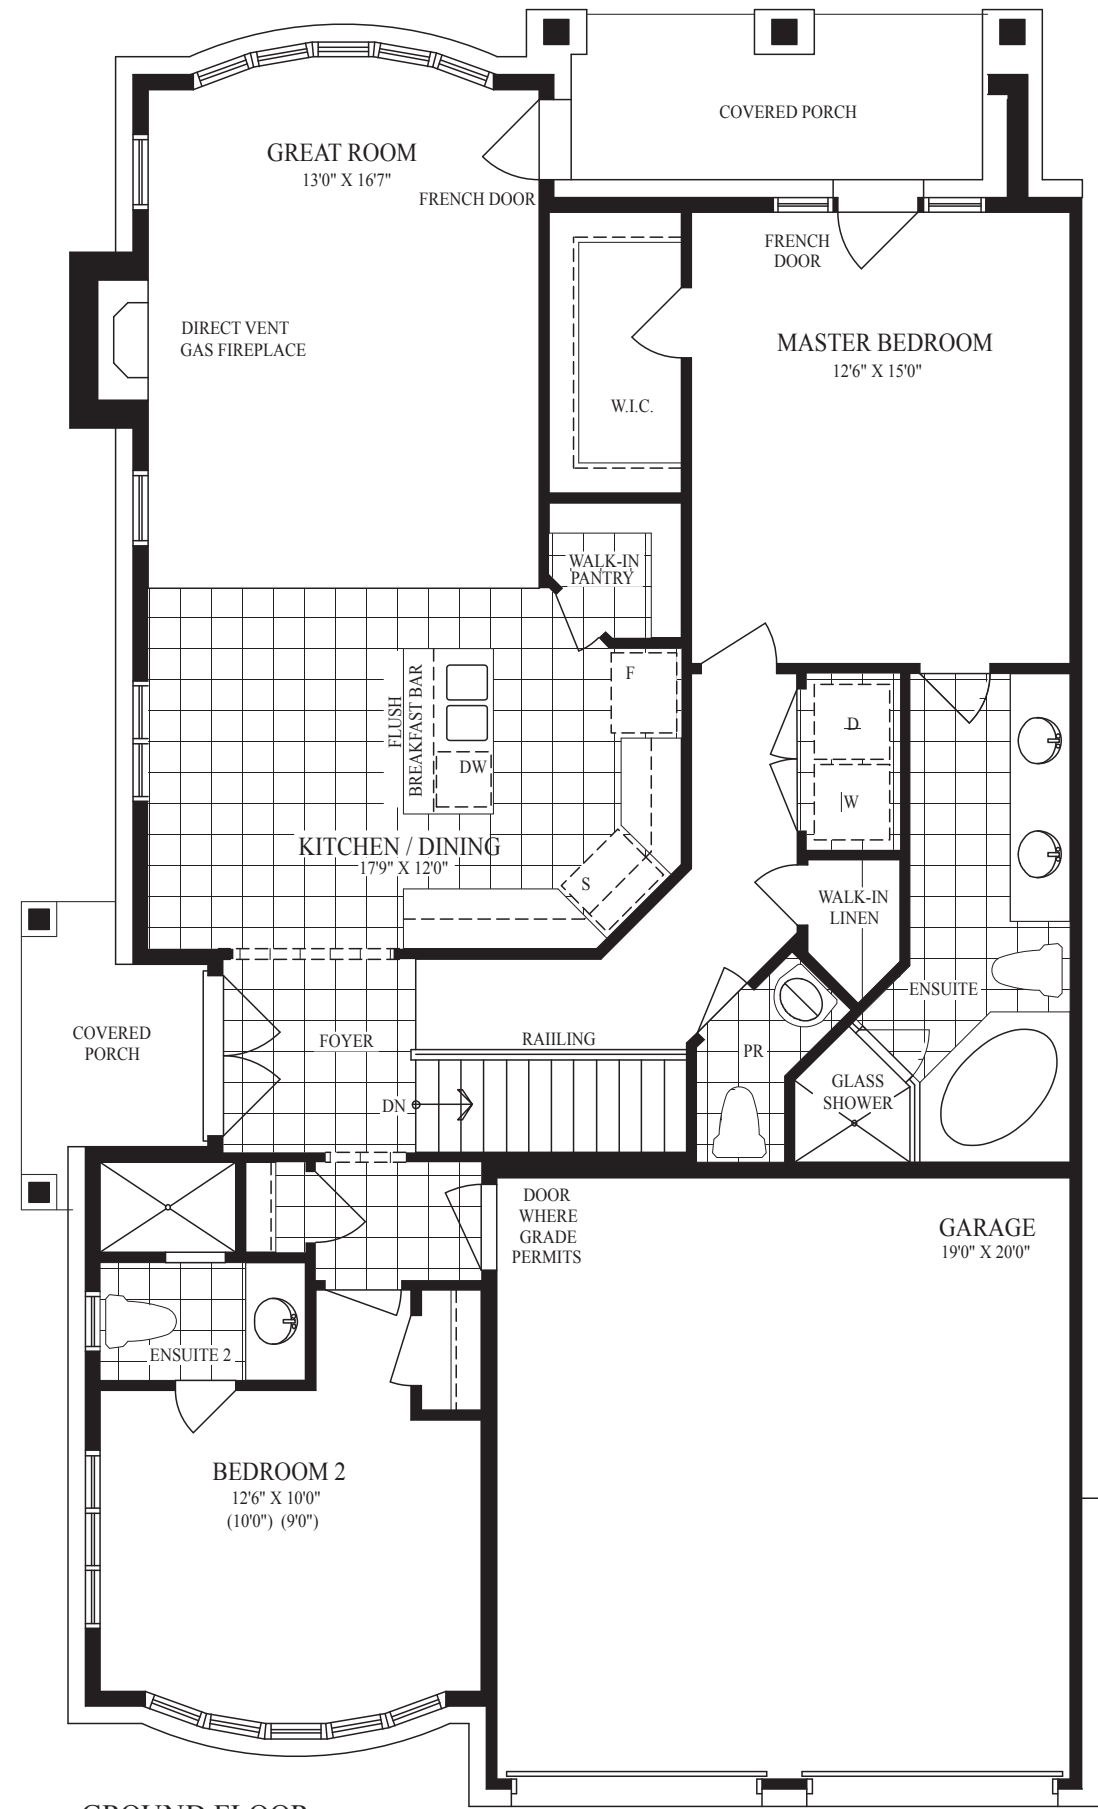 COVERED PORCH
GREAT ROOM
13'0" X 16'7"
FRENCH DOOR
FRENCH
DOOR
DIRECT VENT
GAS FIREPLACE
MASTER BEDROOM
12'6" X 15'0"
W.I.C.
WALK-IN
PANTRY
F
FLUSH
BREAKFAST BAR
DW
D
W
KITCHEN / DINING
17'9" X 12'0"
S
WALK-IN
LINEN
ENSUITE
COVERED
PORCH
FOYER
RAIILING
PR
GLASS
SHOWER
DN
DOOR
WHERE
GRADE
PERMITS
GARAGE
19'0" X 20'0"
ENSUITE 2
BEDROOM 2
12'6" X 10'0"
(10'0") (9'0")
GROUND FLOOR